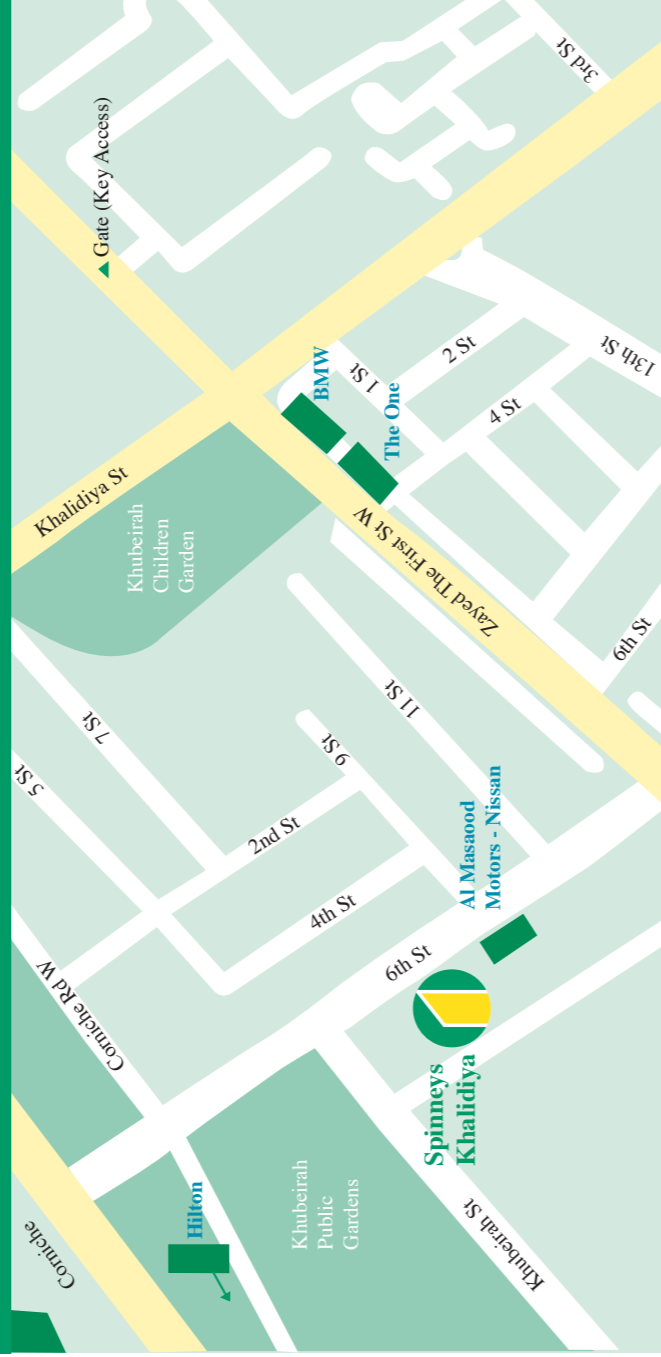 3rd St
Gate (Key Access)
13th St
2 St
BMW
1 St
The One
4 St
Khalidiya St
Khubeirah
Children
Garden
Zayed The First St W
6th St
11 St
7 St
9 St
5 St
2nd St
Al Masaood
Motors - Nissan
4th St
6th St
Corniche Rd W
Spinneys
Khalidiya
Khubeirah
Public
Gardens
Hilton
Khubeirah St
Corniche